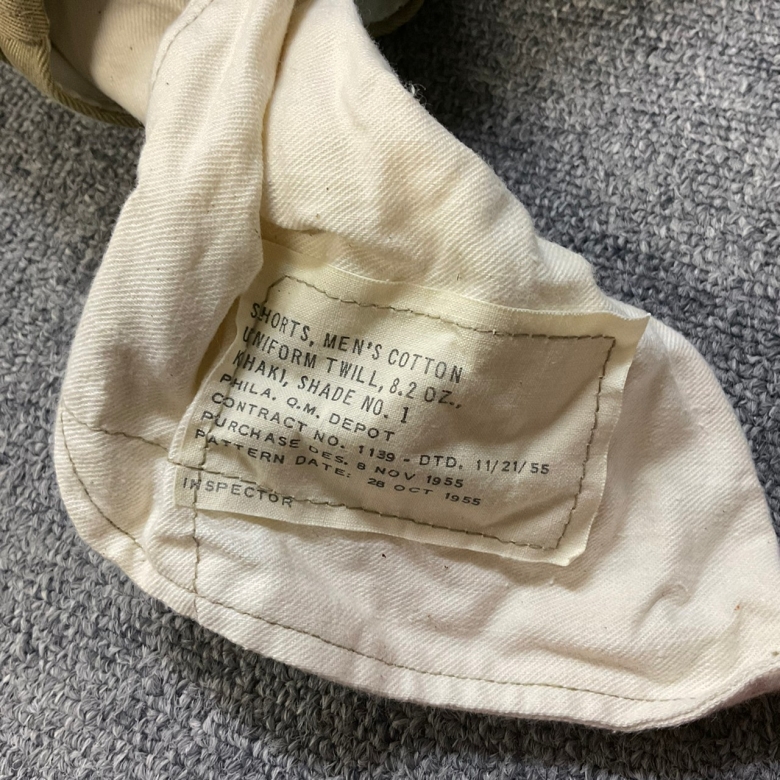 SHORTS, MEN'S COTTON
UNIFORM TWILL, 8.2 OZ.,
KHAKI, SHADE NO. 1
PHILA. Q.M. DEPOT
CONTRACT NO. 1139 - DTD. 11/21/55
PURCHASE DES. 8 NOV 1955
PATTERN DATE: 28 OCT 1955
INSPECTOR